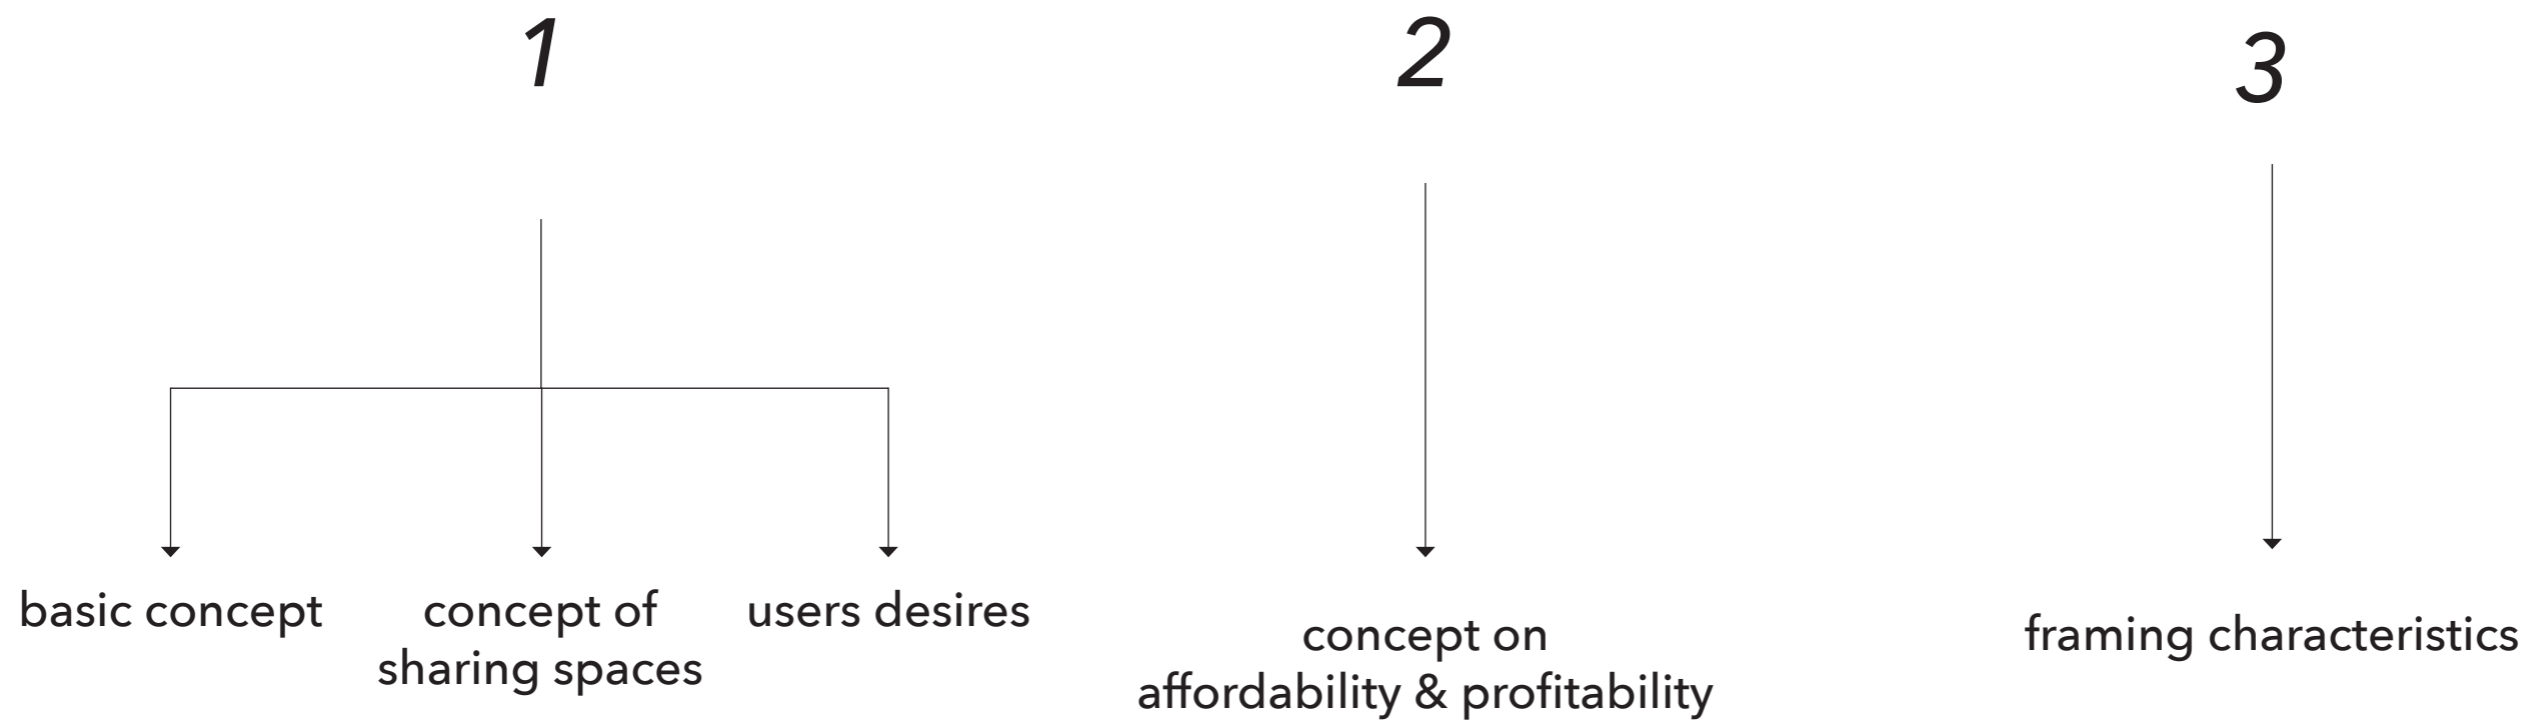 1
2
3
basic concept
concept of
sharing spaces
users desires
concept on
affordability & profitability
framing characteristics